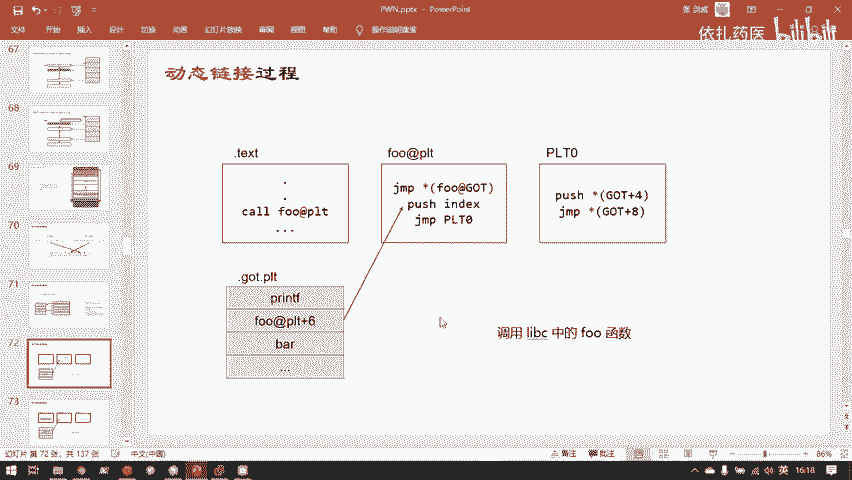 PWN.pptx - PowerPoint
文件
开始
插入
设计
切换
动画
幻灯片放映
审阅
视图
帮助
操作说明搜索
依扎药医
bilibili
67
68
69
70
71
72
73
动态链接过程
.text
.
.
call foo@plt
...
foo@plt
jmp *(foo@GOT)
push index
jmp PLT0
PLT0
push *(GOT+4)
jmp *(GOT+8)
.got.plt
printf
foo@plt+6
bar
...
调用 libc 中的 foo 函数
幻灯片 第 72 张，共 137 张
中文(中国)
备注
批注
86%
英
16:18